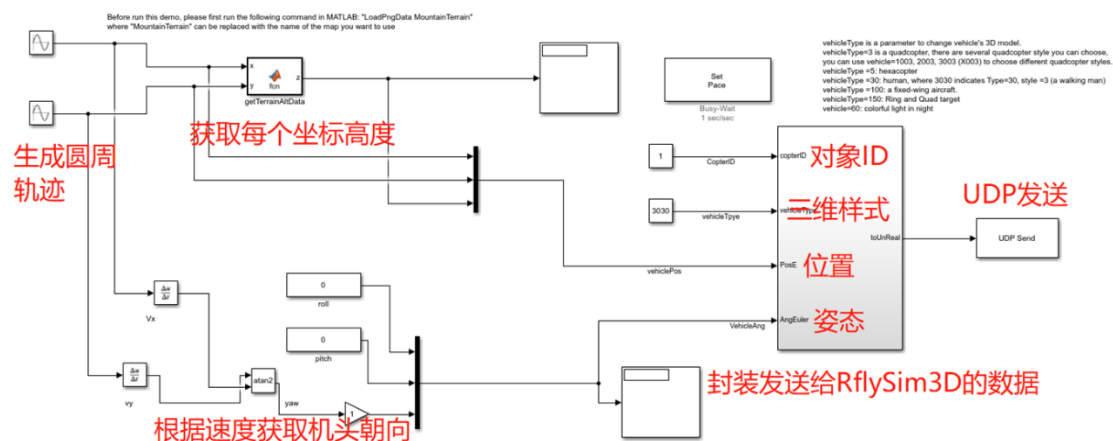 Before run this demo, please first run the following command in MATLAB: "LoadPngData MountainTerrain"
where "MountainTerrain" can be replaced with the name of the map you want to use
x
y
fcn
z
getTerrainAltData
获取每个坐标高度
生成圆周
轨迹
Set
Pace
Busy-Wait
1 sec/sec
vehicleType is a parameter to change vehicle's 3D model.
vehicleType=3 is a quadcopter, there are several quadcopter style you can choose,
you can use vehicle=1003, 2003, 3003 (X003) to choose different quadcopter styles.
vehicleType =5: hexacopter
vehicleType =30: human, where 3030 indicates Type=30, style =3 (a walking man)
vehicleType =100: a fixed-wing aircraft.
vehicleType=150: Ring and Quad target
vehicle=60: colorful light in night
1
CopterID
copterID
对象ID
3030
vehicleTpye
vehicleType
三维样式
vehiclePos
PosE
位置
VehicleAng
AngEuler
姿态
toUnReal
UDP发送
UDP Send
封装发送给RflySim3D的数据
0
roll
0
pitch
Δu
Δt
Vx
Δu
Δt
vy
atan2
yaw
1
根据速度获取机头朝向